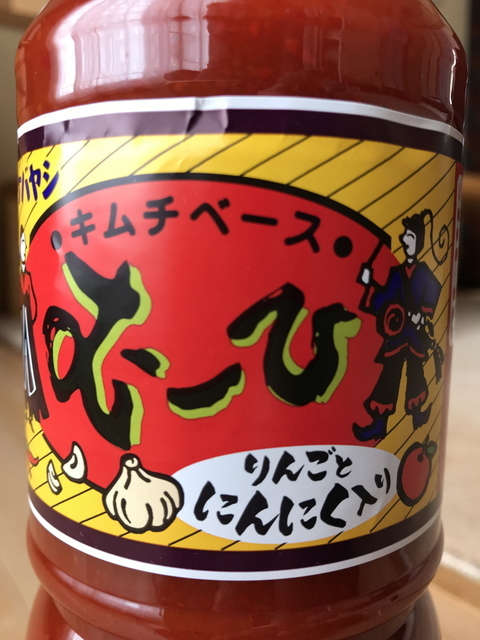 バヤシ
・キムチベース・
むーひ
りんごと
にんにく入り